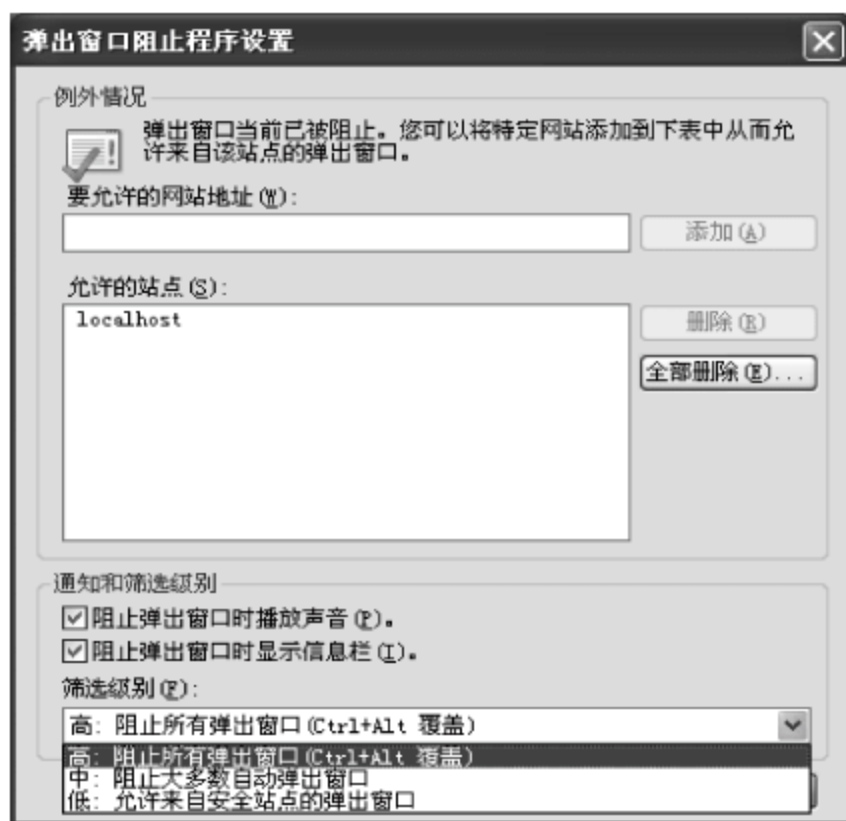 弹出窗口阻止程序设置
例外情况
弹出窗口当前已被阻止。您可以将特定网站添加到下表中从而允
许来自该站点的弹出窗口。
要允许的网站地址(W):
添加(A)
允许的站点(S):
localhost
删除(R)
全部删除(E)...
通知和筛选级别
阻止弹出窗口时播放声音(P)。
阻止弹出窗口时显示信息栏(I)。
筛选级别(F):
高: 阻止所有弹出窗口(Ctrl+Alt 覆盖)
高: 阻止所有弹出窗口(Ctrl+Alt 覆盖)
中: 阻止大多数自动弹出窗口
低: 允许来自安全站点的弹出窗口